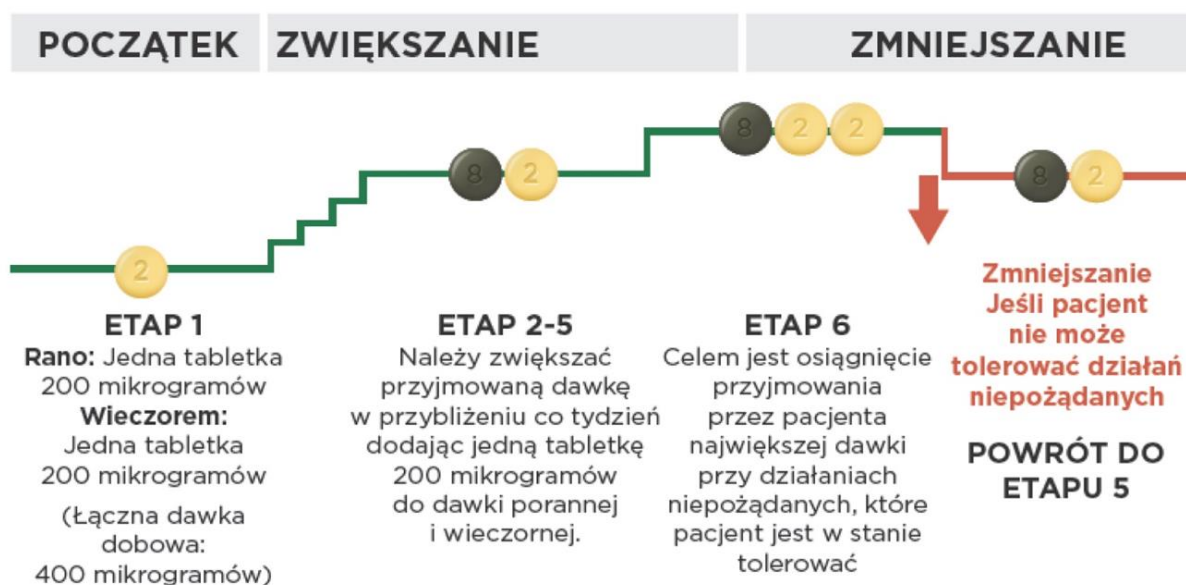 POCZĄTEK
ZWIĘKSZANIE
ZMNIEJSZANIE
2
8 2
8 2 2
8 2
ETAP 1
Rano: Jedna tabletka
200 mikrogramów
Wieczorem:
Jedna tabletka
200 mikrogramów
(Łączna dawka
dobowa:
400 mikrogramów)
ETAP 2-5
Należy zwiększać
przyjmowaną dawkę
w przybliżeniu co tydzień
dodając jedną tabletkę
200 mikrogramów
do dawki porannej
i wieczornej.
ETAP 6
Celem jest osiągnięcie
przyjmowania
przez pacjenta
największej dawki
przy działaniach
niepożądanych, które
pacjent jest w stanie
tolerować
Zmniejszanie
Jeśli pacjent
nie może
tolerować działań
niepożądanych
POWRÓT DO
ETAPU 5